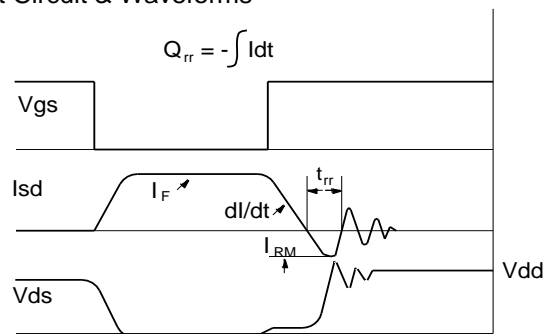 t Circuit & Waveforms
Qrr = -∫Idt
Vgs
Isd
IF
trr
dI/dt
IRM
Vdd
Vds